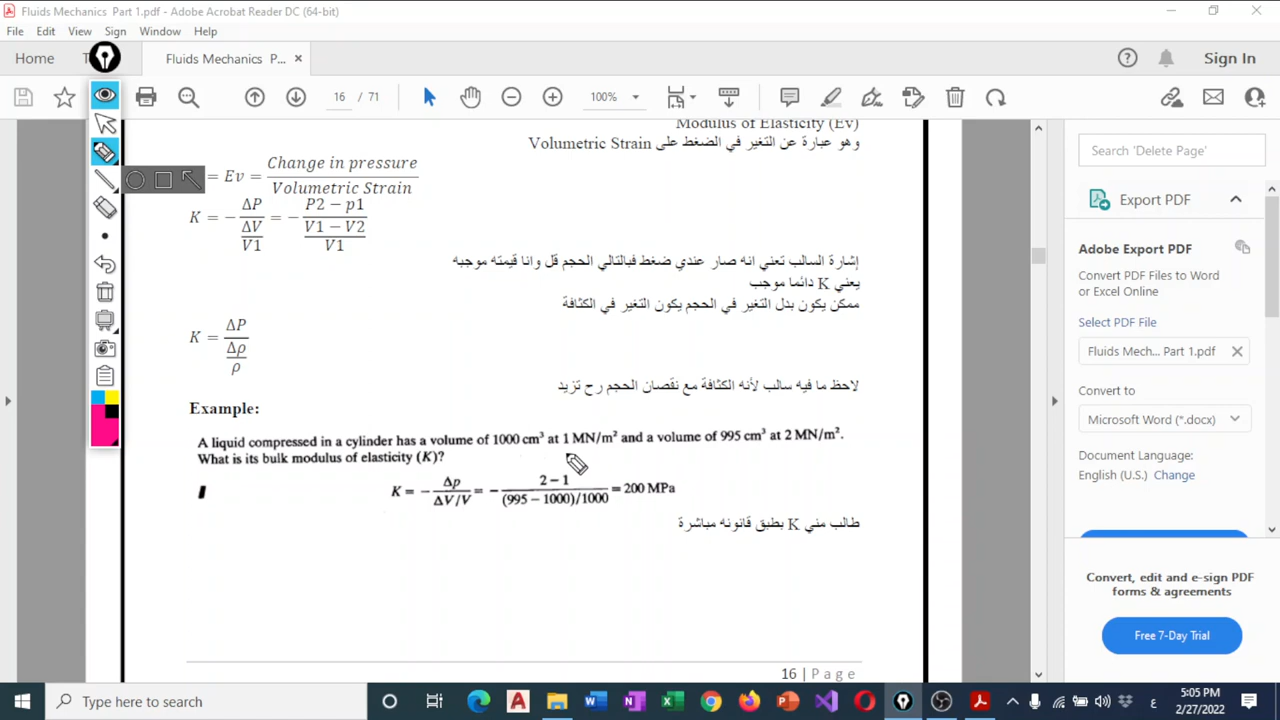 Fluids Mechanics Part 1.pdf - Adobe Acrobat Reader DC (64-bit)
File Edit View Sign Window Help
Home
Fluids Mechanics P...
Sign In
16 / 71
100%
Modulus of Elasticity (Ev)
وهو عبارة عن التغير في الضغط على Volumetric Strain
= Ev = Change in pressure / Volumetric Strain
K = − ΔP / (ΔV / V1) = − (P2 − p1) / ((V1 − V2) / V1)
إشارة السالب تعني انه صار عندي ضغط فبالتالي الحجم قل وانا قيمته موجبه
يعني K دائما موجب
ممكن يكون بدل التغير في الحجم يكون التغير في الكثافة
K = ΔP / (Δρ / ρ)
لاحظ ما فيه سالب لأنه الكثافة مع نقصان الحجم رح تزيد
Example:
A liquid compressed in a cylinder has a volume of 1000 cm³ at 1 MN/m² and a volume of 995 cm³ at 2 MN/m².
What is its bulk modulus of elasticity (K)?
K = − Δp / (ΔV/V) = − (2 − 1) / ((995 − 1000)/1000) = 200 MPa
طالب مني K بطبق قانونه مباشرة
16 | Page
Search 'Delete Page'
Export PDF
Adobe Export PDF
Convert PDF Files to Word
or Excel Online
Select PDF File
Fluids Mech... Part 1.pdf
Convert to
Microsoft Word (*.docx)
Document Language:
English (U.S.) Change
Convert, edit and e-sign PDF
forms & agreements
Free 7-Day Trial
Type here to search
ع
5:05 PM
2/27/2022